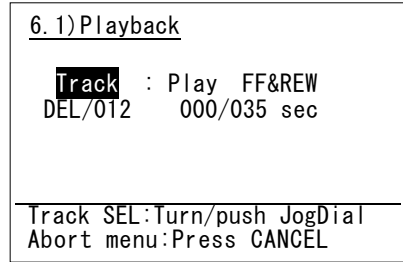 6.1)Playback
Track : Play FF&REW
DEL/012 000/035 sec
Track SEL:Turn/push JogDial
Abort menu:Press CANCEL